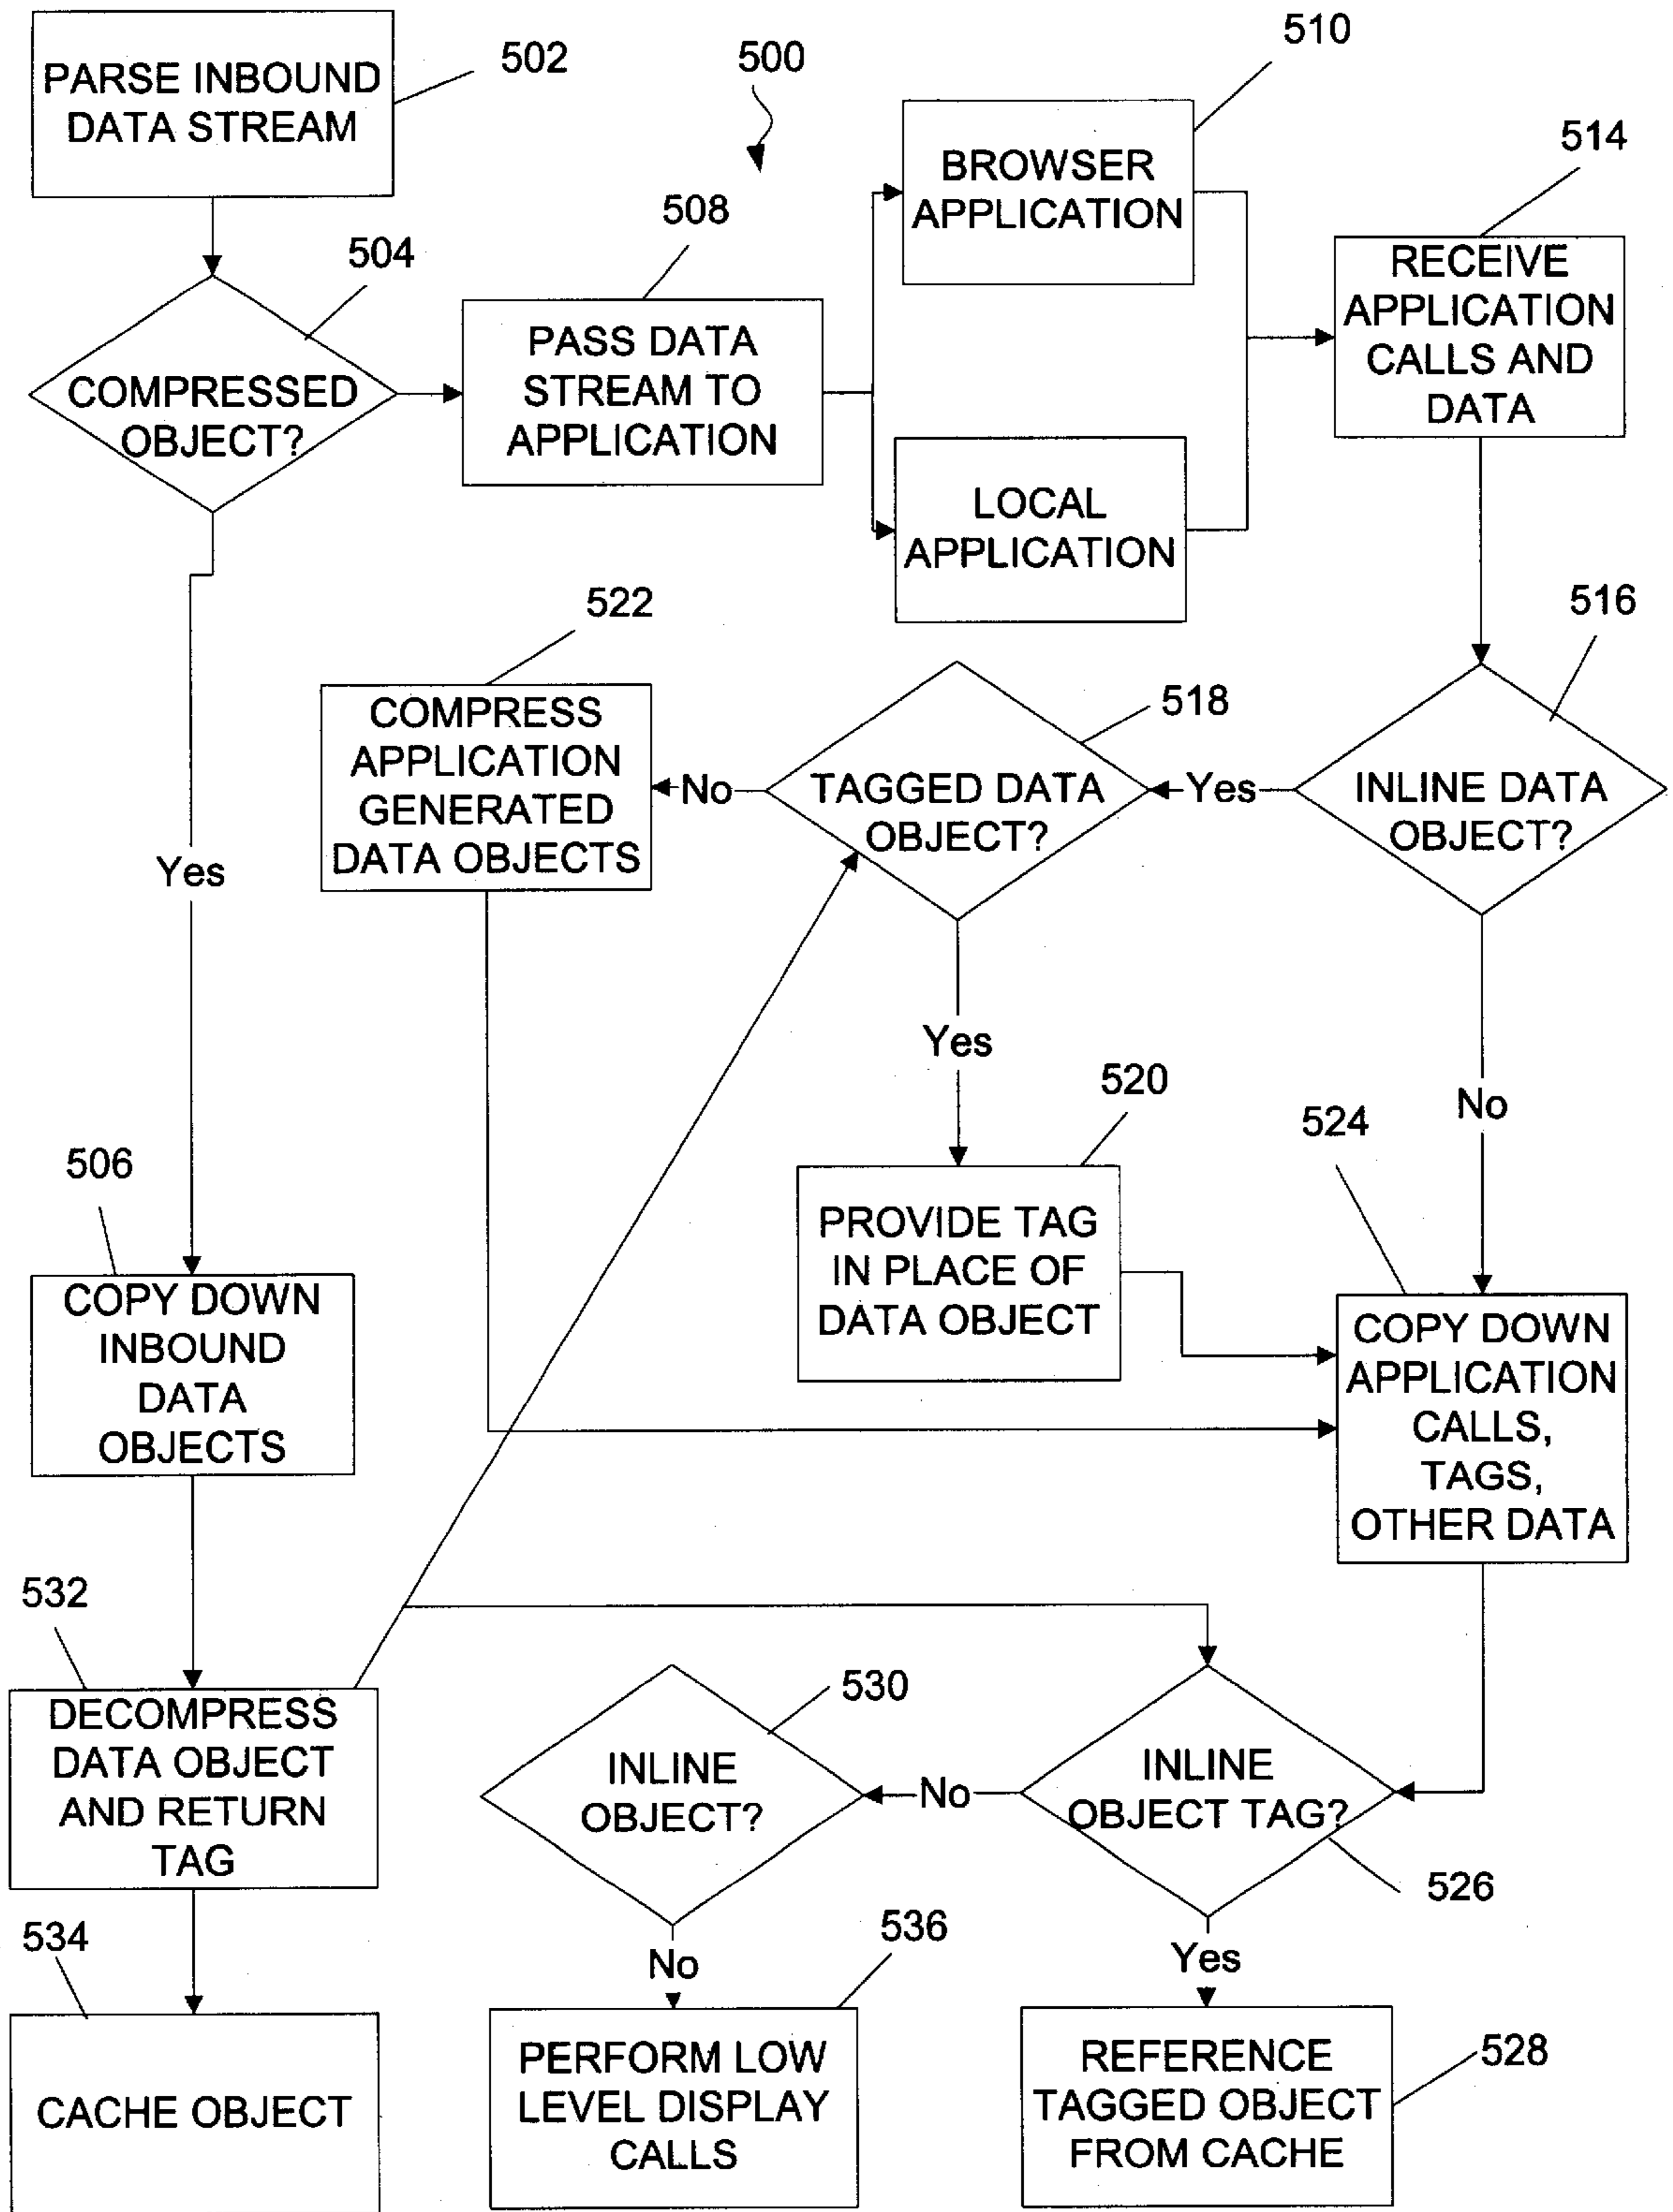 PARSE INBOUND
DATA STREAM
502
500
510
BROWSER
APPLICATION
514
RECEIVE
APPLICATION
CALLS AND
DATA
504
COMPRESSED
OBJECT?
508
PASS DATA
STREAM TO
APPLICATION
LOCAL
APPLICATION
522
COMPRESS
APPLICATION
GENERATED
DATA OBJECTS
No
518
TAGGED DATA
OBJECT?
Yes
516
INLINE DATA
OBJECT?
Yes
Yes
520
No
524
506
COPY DOWN
INBOUND
DATA
OBJECTS
PROVIDE TAG
IN PLACE OF
DATA OBJECT
COPY DOWN
APPLICATION
CALLS,
TAGS,
OTHER DATA
532
DECOMPRESS
DATA OBJECT
AND RETURN
TAG
530
INLINE
OBJECT?
No
INLINE
OBJECT TAG?
526
534
CACHE OBJECT
No
536
PERFORM LOW
LEVEL DISPLAY
CALLS
Yes
REFERENCE
TAGGED OBJECT
FROM CACHE
528